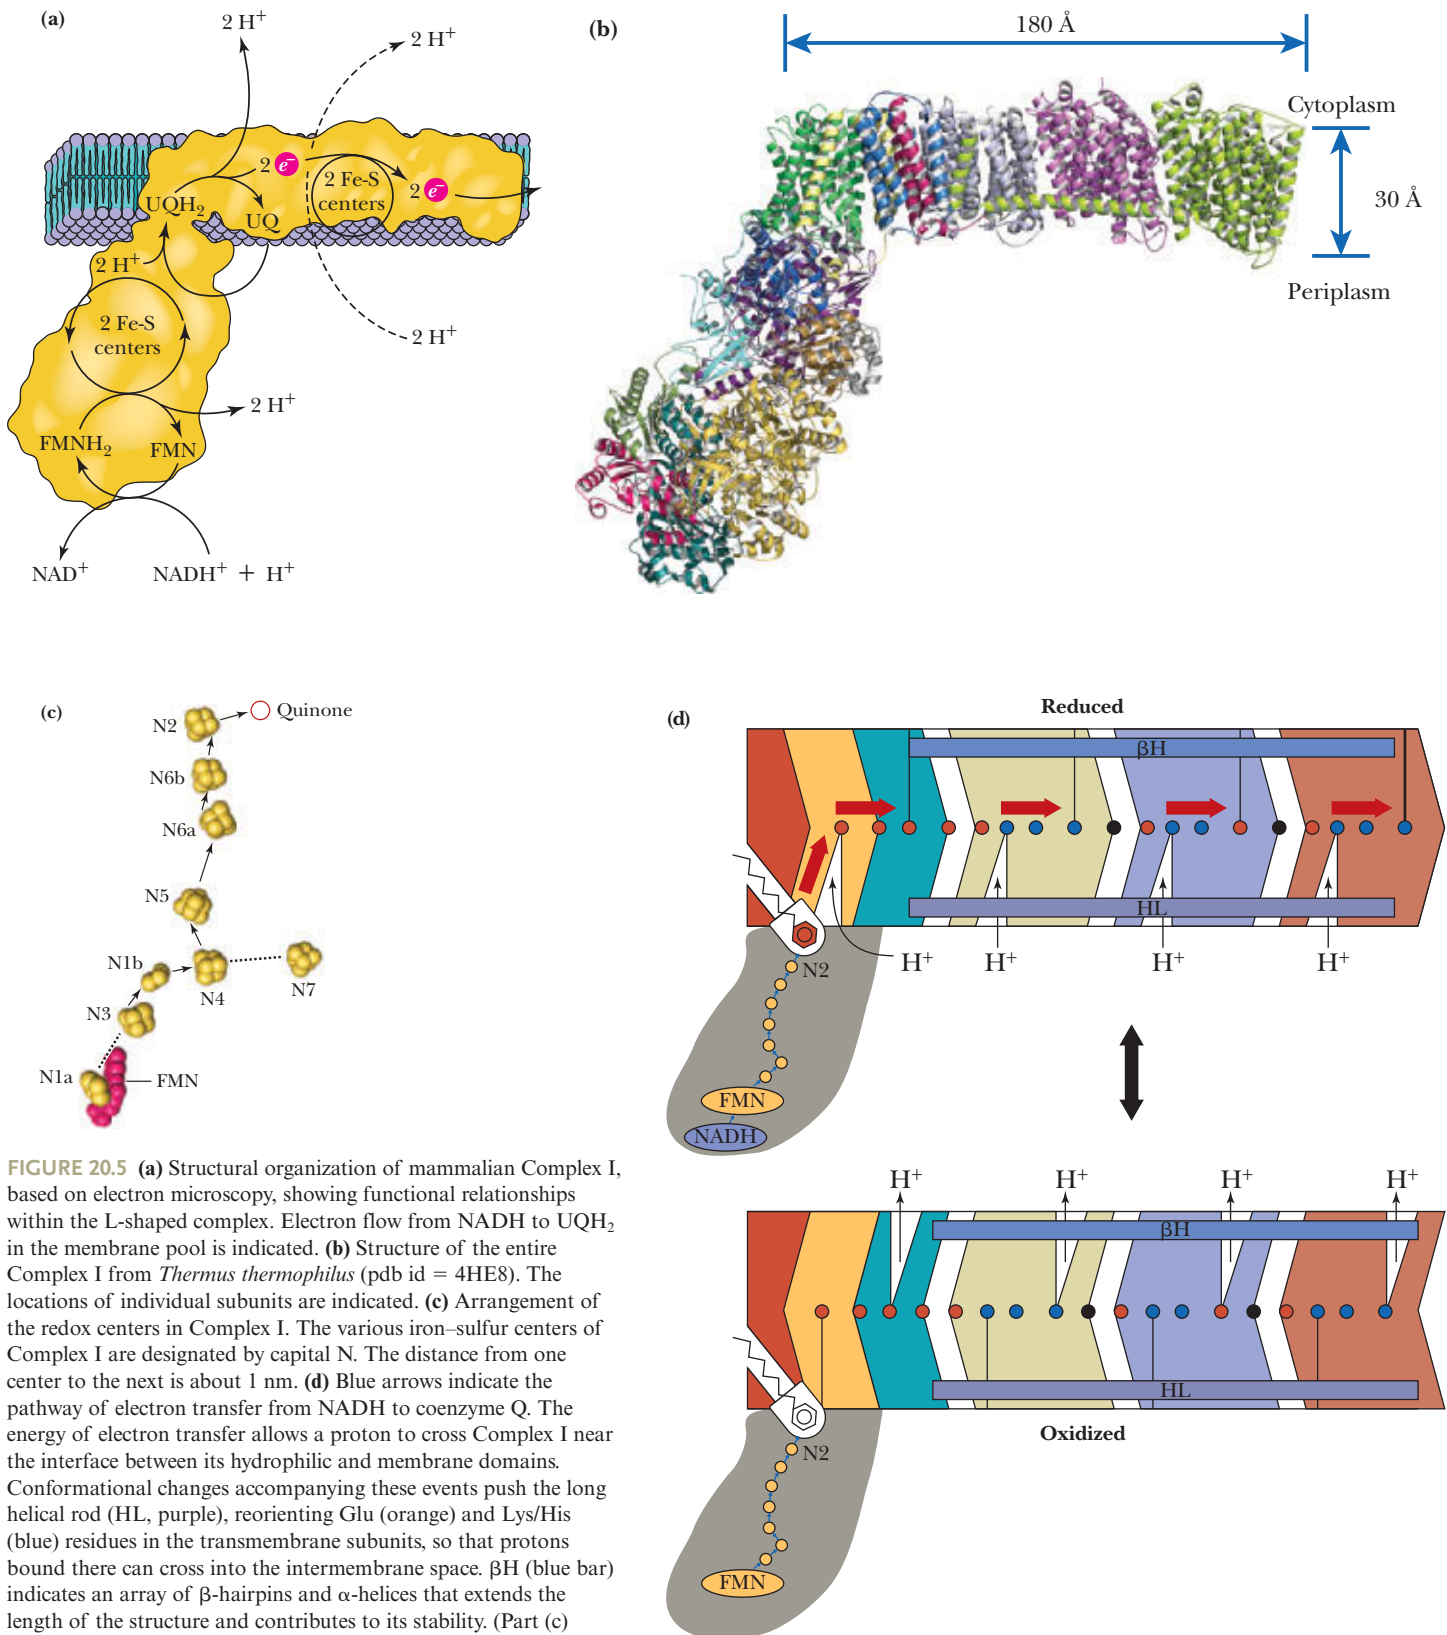 (a)
2 H⁺
2 H⁺
2 e⁻
2 Fe-S
centers
2 e⁻
UQH₂
UQ
2 H⁺
2 H⁺
2 Fe-S
centers
2 H⁺
FMNH₂
FMN
NAD⁺
NADH⁺ + H⁺
(b)
180 Å
Cytoplasm
30 Å
Periplasm
(c)
N2
Quinone
N6b
N6a
N5
N1b
N4
N7
N3
N1a
FMN
(d)
Reduced
βH
HL
N2
H⁺
H⁺
H⁺
H⁺
FMN
NADH
H⁺
H⁺
H⁺
H⁺
βH
HL
N2
Oxidized
FMN
FIGURE 20.5 (a) Structural organization of mammalian Complex I,
based on electron microscopy, showing functional relationships
within the L-shaped complex. Electron flow from NADH to UQH₂
in the membrane pool is indicated. (b) Structure of the entire
Complex I from Thermus thermophilus (pdb id = 4HE8). The
locations of individual subunits are indicated. (c) Arrangement of
the redox centers in Complex I. The various iron–sulfur centers of
Complex I are designated by capital N. The distance from one
center to the next is about 1 nm. (d) Blue arrows indicate the
pathway of electron transfer from NADH to coenzyme Q. The
energy of electron transfer allows a proton to cross Complex I near
the interface between its hydrophilic and membrane domains.
Conformational changes accompanying these events push the long
helical rod (HL, purple), reorienting Glu (orange) and Lys/His
(blue) residues in the transmembrane subunits, so that protons
bound there can cross into the intermembrane space. βH (blue bar)
indicates an array of β-hairpins and α-helices that extends the
length of the structure and contributes to its stability. (Part (c)